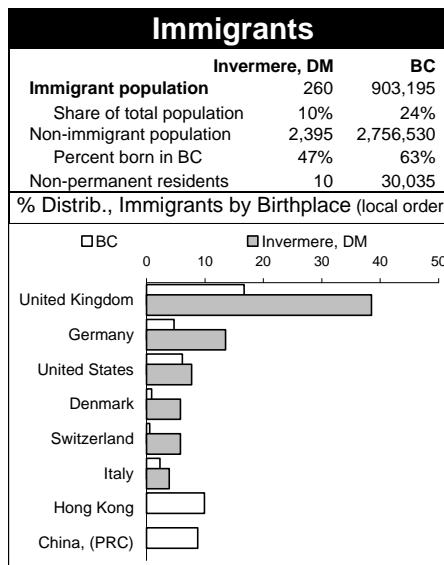 Immigrants
Invermere, DM BC
Immigrant population 260 903,195
Share of total population 10% 24%
Non-immigrant population 2,395 2,756,530
Percent born in BC 47% 63%
Non-permanent residents 10 30,035
% Distrib., Immigrants by Birthplace (local order
BC Invermere, DM
0 10 20 30 40 50
United Kingdom
Germany
United States
Denmark
Switzerland
Italy
Hong Kong
China, (PRC)